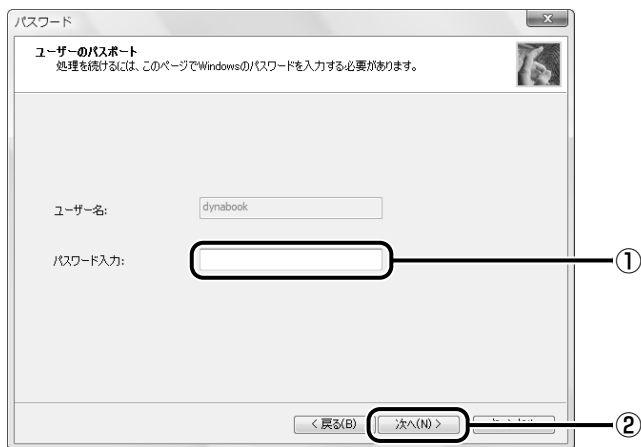 パスワード
ユーザーのパスポート
処理を続けるには、このページでWindowsのパスワードを入力する必要があります。
ユーザー名:
dynabook
パスワード入力:
①
< 戻る(B)
次へ(N) >
②